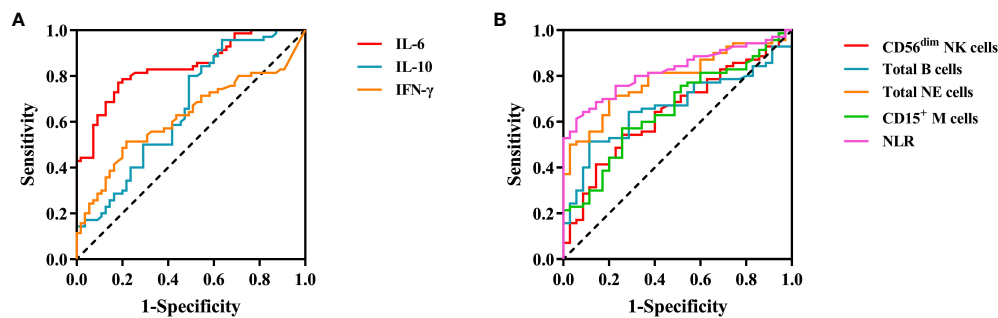 A
1.0
0.8
0.6
0.4
0.2
0.0
Sensitivity
0.0 0.2 0.4 0.6 0.8 1.0
1-Specificity
IL-6
IL-10
IFN-γ
B
1.0
0.8
0.6
0.4
0.2
0.0
Sensitivity
0.0 0.2 0.4 0.6 0.8 1.0
1-Specificity
CD56dim NK cells
Total B cells
Total NE cells
CD15+ M cells
NLR